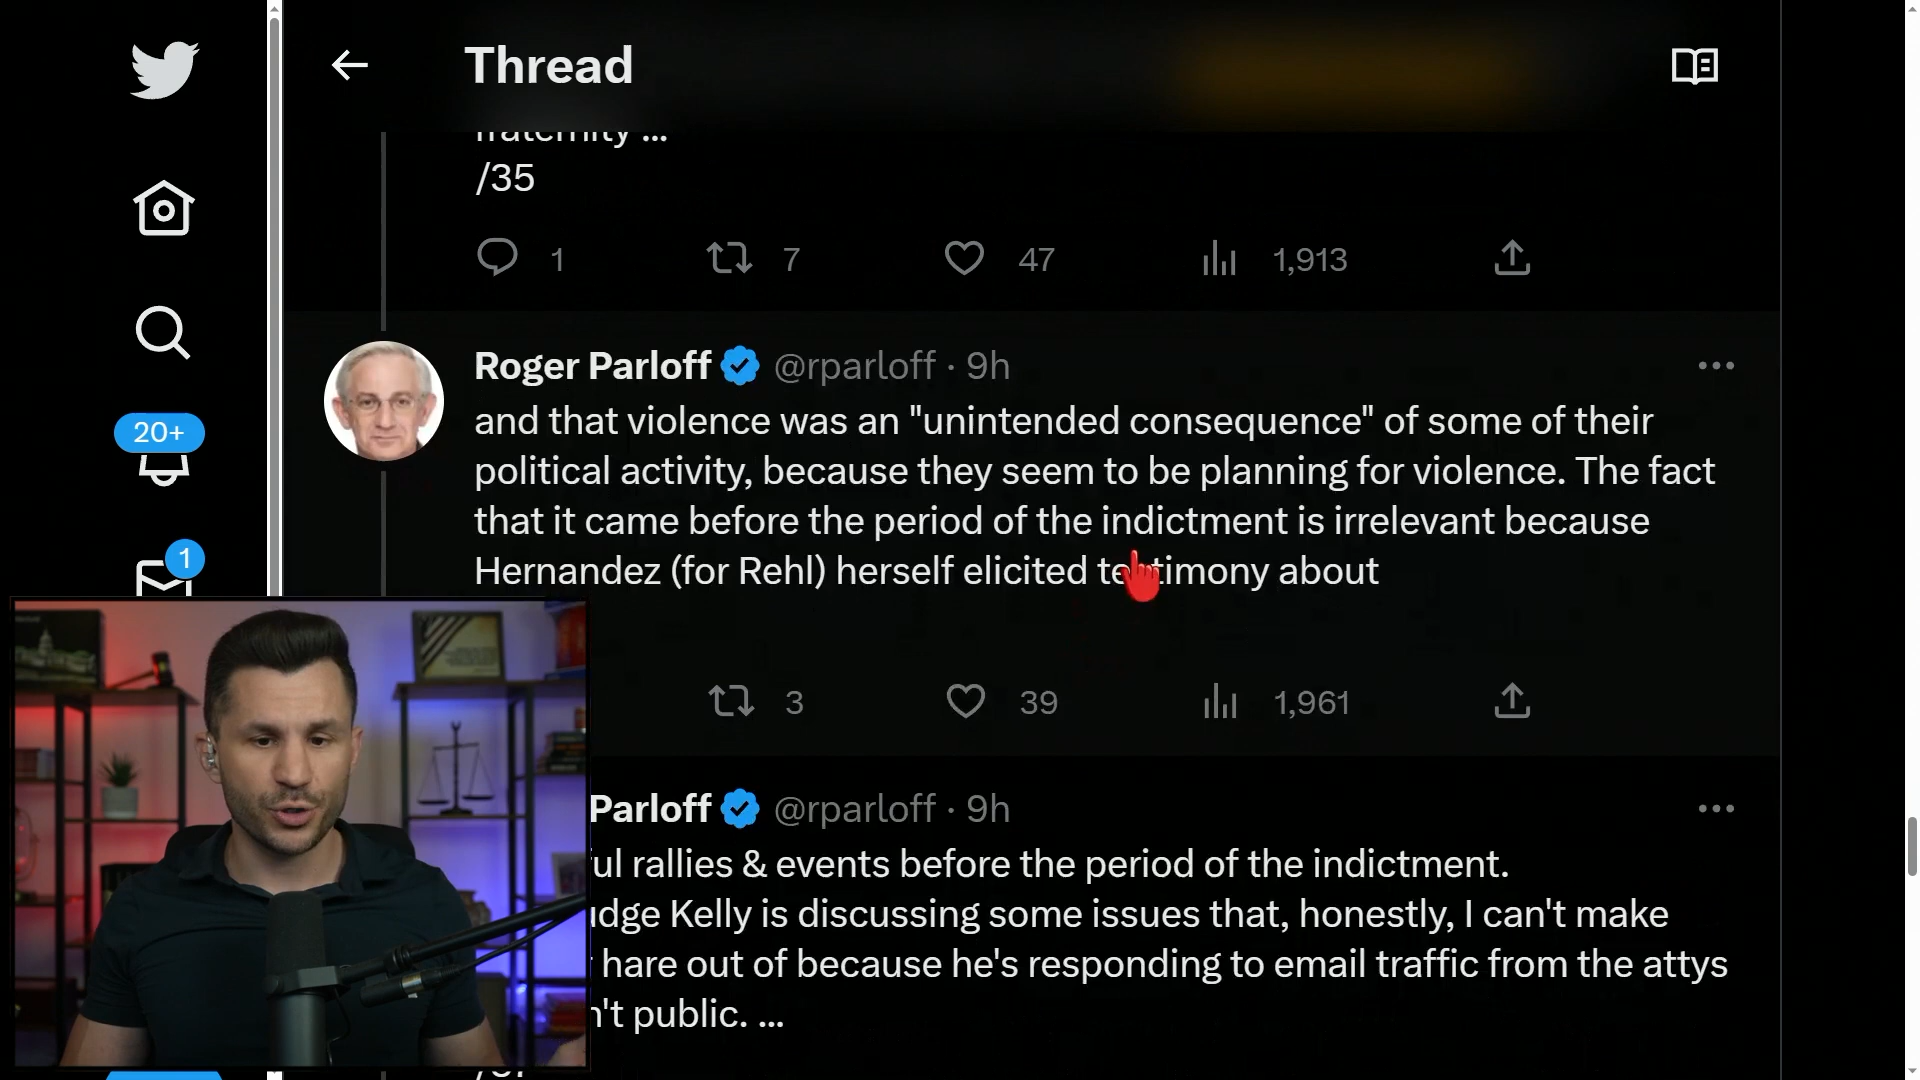 Thread
fraternity ...
/35
1 7 47 1,913
Roger Parloff @rparloff · 9h
and that violence was an "unintended consequence" of some of their
political activity, because they seem to be planning for violence. The fact
that it came before the period of the indictment is irrelevant because
Hernandez (for Rehl) herself elicited testimony about
20+
1
3 39 1,961
Parloff @rparloff · 9h
ul rallies & events before the period of the indictment.
dge Kelly is discussing some issues that, honestly, I can't make
hare out of because he's responding to email traffic from the attys
n't public. ...